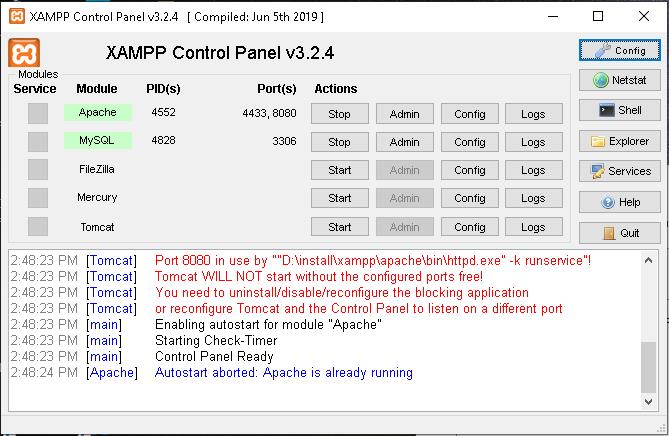 XAMPP Control Panel v3.2.4 [ Compiled: Jun 5th 2019 ]
XAMPP Control Panel v3.2.4
Config
Modules
Service Module PID(s) Port(s) Actions
Netstat
Apache 4552 4433, 8080 Stop Admin Config Logs
Shell
MySQL 4828 3306 Stop Admin Config Logs
Explorer
FileZilla Start Admin Config Logs
Services
Mercury Start Admin Config Logs
Help
Tomcat Start Admin Config Logs
Quit
2:48:23 PM [Tomcat] Port 8080 in use by ""D:\install\xampp\apache\bin\httpd.exe" -k runservice"!
2:48:23 PM [Tomcat] Tomcat WILL NOT start without the configured ports free!
2:48:23 PM [Tomcat] You need to uninstall/disable/reconfigure the blocking application
2:48:23 PM [Tomcat] or reconfigure Tomcat and the Control Panel to listen on a different port
2:48:23 PM [main] Enabling autostart for module "Apache"
2:48:23 PM [main] Starting Check-Timer
2:48:23 PM [main] Control Panel Ready
2:48:24 PM [Apache] Autostart aborted: Apache is already running